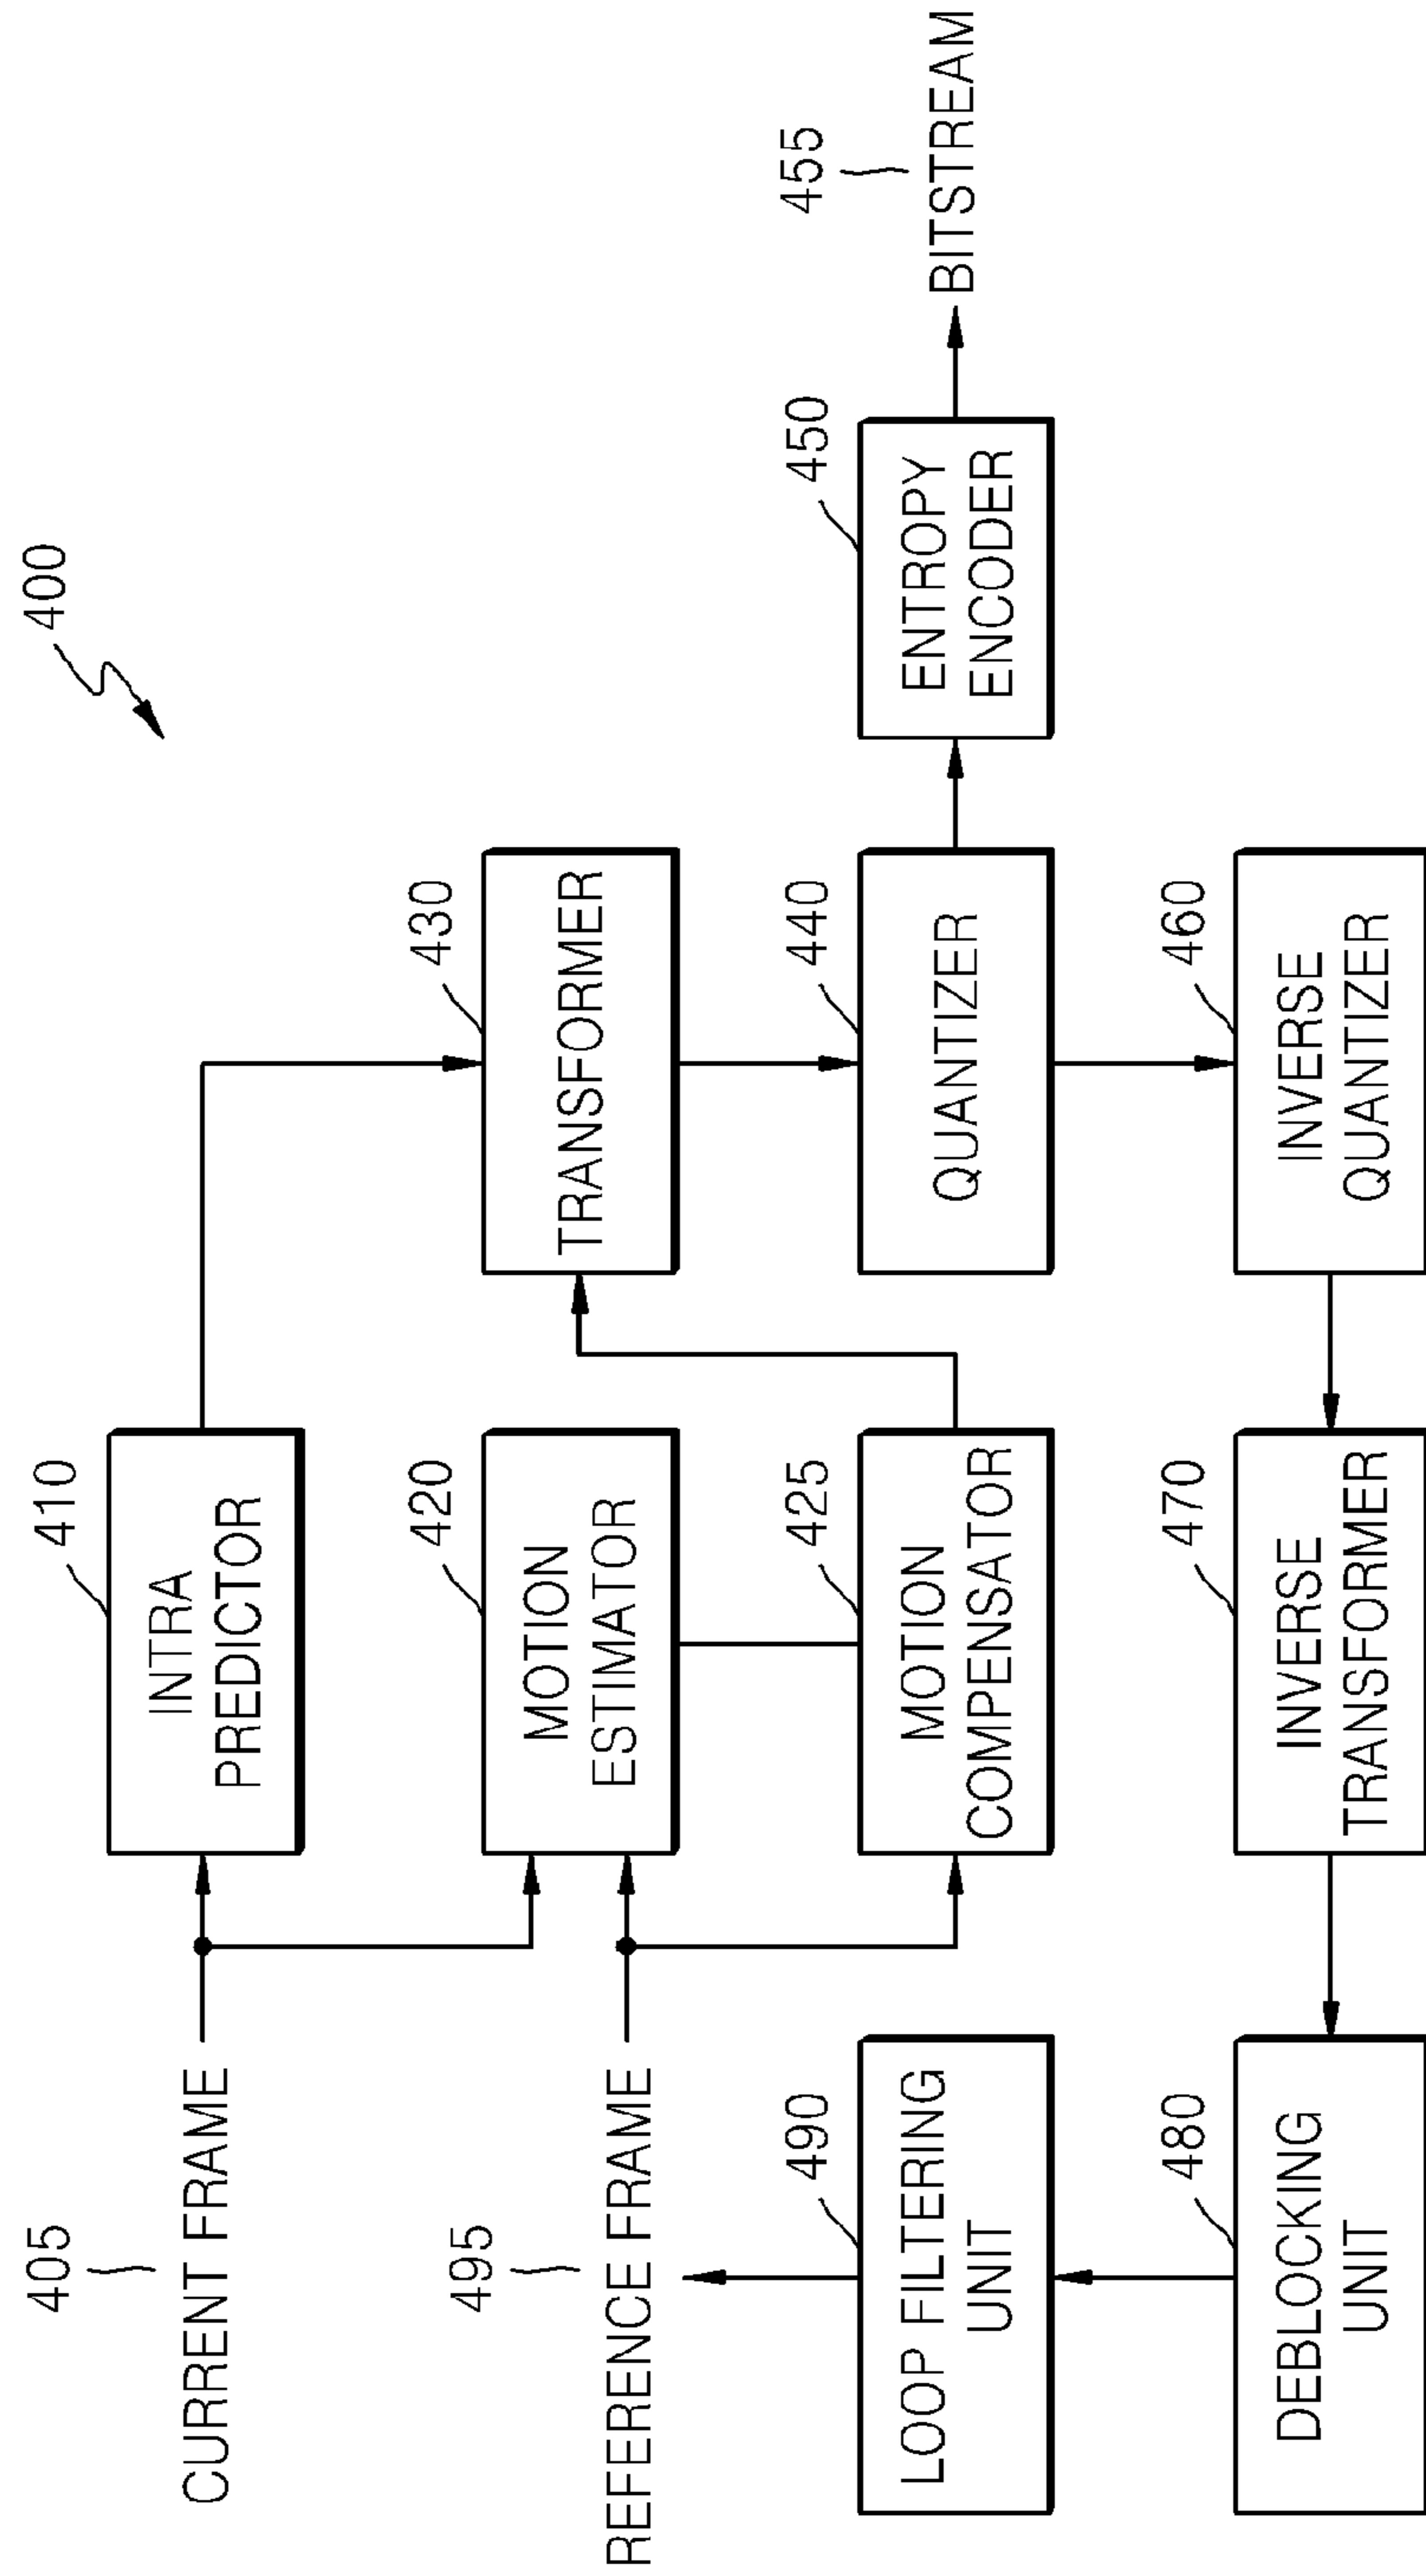 400
405
CURRENT FRAME
410
INTRA
PREDICTOR
495
REFERENCE FRAME
420
MOTION
ESTIMATOR
430
TRANSFORMER
490
LOOP FILTERING
UNIT
425
MOTION
COMPENSATOR
440
QUANTIZER
450
ENTROPY
ENCODER
455
BITSTREAM
480
DEBLOCKING
UNIT
470
INVERSE
TRANSFORMER
460
INVERSE
QUANTIZER